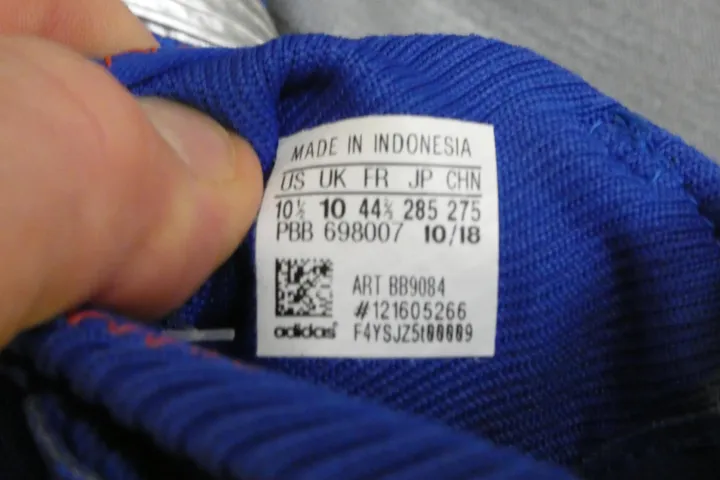 MADE IN INDONESIA
US UK FR JP CHN
10½ 10 44⅔ 285 275
PBB 698007 10/18
ART BB9084
#121605266
adidas F4YSJZ5t00009